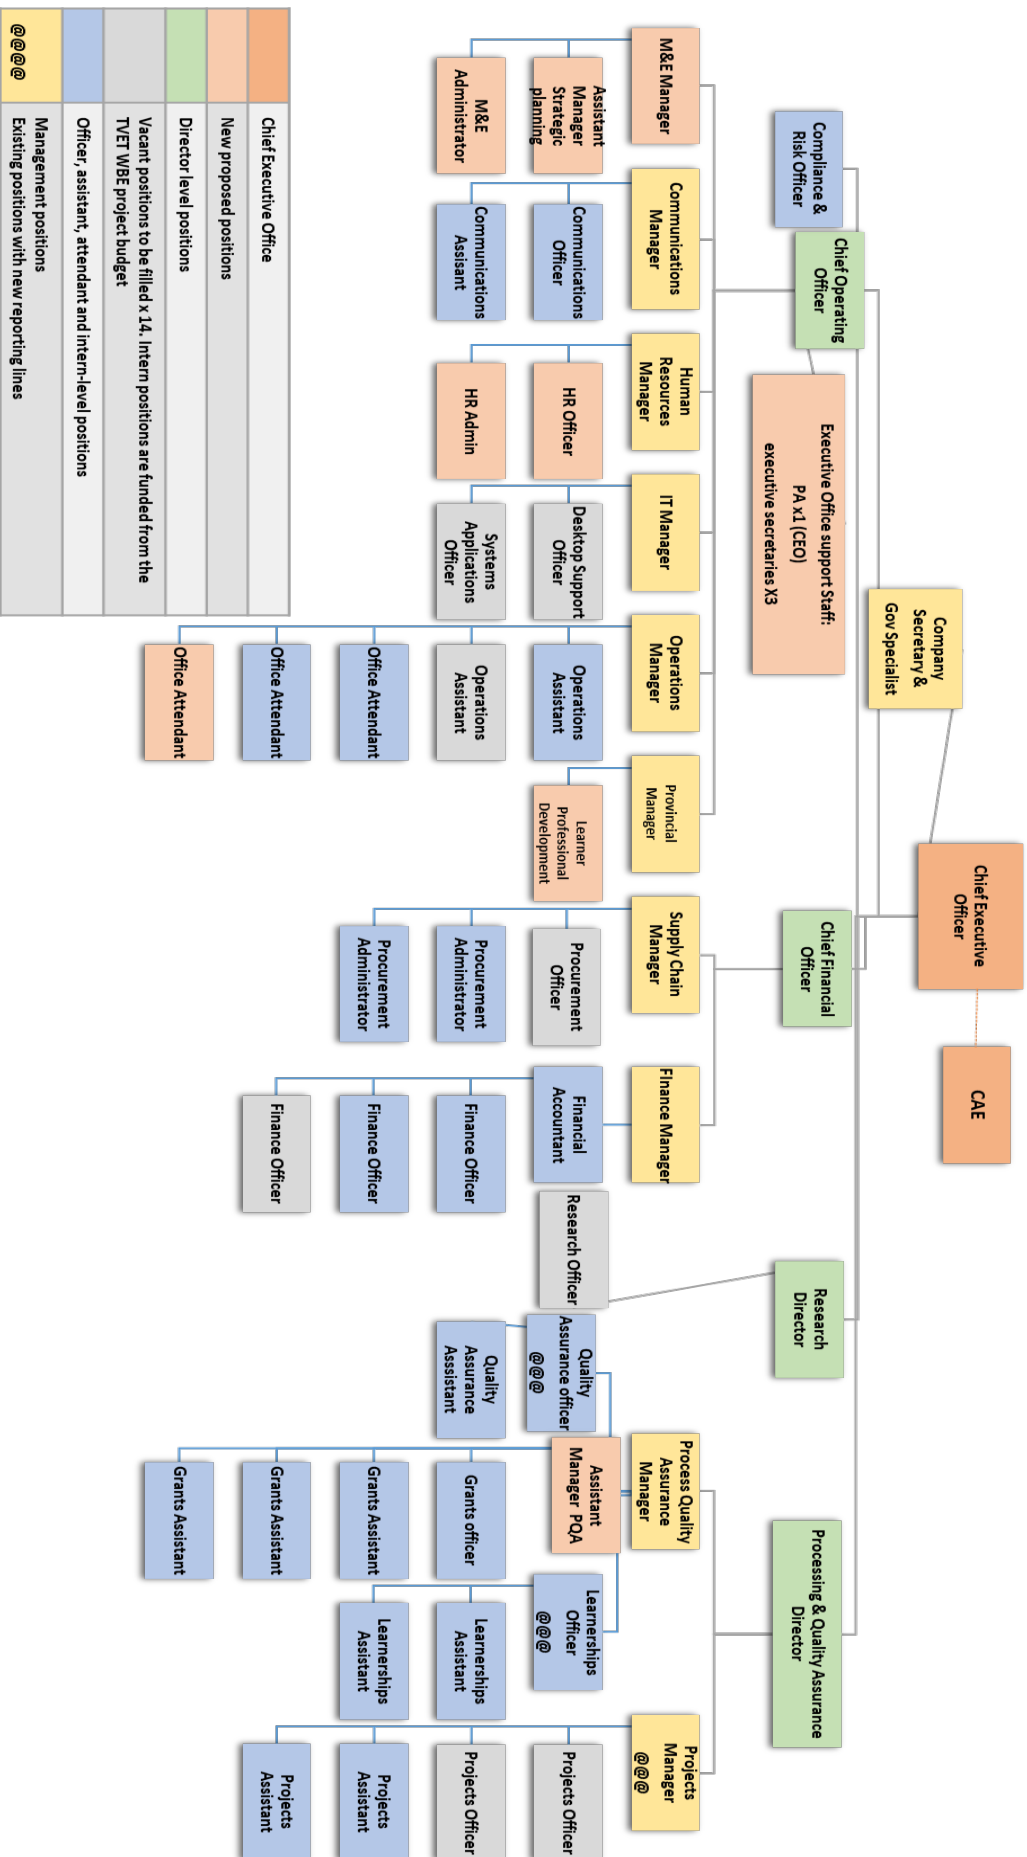 Chief Executive
Officer
CAE
Company
Secretary &
Gov Specialist
Executive Office support Staff:
PA x1 (CEO)
executive secretaries X3
Compliance &
Risk Officer
Chief Operating
Officer
Chief Financial
Officer
Research
Director
Processing & Quality Assurance
Director
M&E Manager
Communications
Manager
Human
Resources
Manager
IT Manager
Operations
Manager
Provincial
Manager
Supply Chain
Manager
Finance Manager
Process Quality
Assurance
Manager
Projects
Manager
@@@
Assistant
Manager
Strategic
planning
M&E
Administrator
Communications
Officer
Communications
Assisant
HR Officer
HR Admin
Desktop Support
Officer
Systems
Applications
Officer
Operations
Assistant
Operations
Assistant
Office Attendant
Office Attendant
Office Attendant
Learner
Professional
Development
Procurement
Officer
Procurement
Administrator
Procurement
Administrator
Financial
Accountant
Finance Officer
Finance Officer
Finance Officer
Research Officer
Quality
Assurance officer
@@@
Quality
Assurance
Asssistant
Assistant
Manager PQA
Grants officer
Grants Assistant
Grants Assistant
Grants Assistant
Learnerships
Officer
@@@
Learnerships
Assistant
Learnerships
Assistant
Projects Officer
Projects Officer
Projects
Assistant
Projects
Assistant
Chief Executive Office
New proposed positions
Director level positions
Vacant positions to be filled x 14. Intern positions are funded from the
TVET WBE project budget
Officer, assistant, attendant and intern-level positions
@@@@
Management positions
Existing positions with new reporting lines